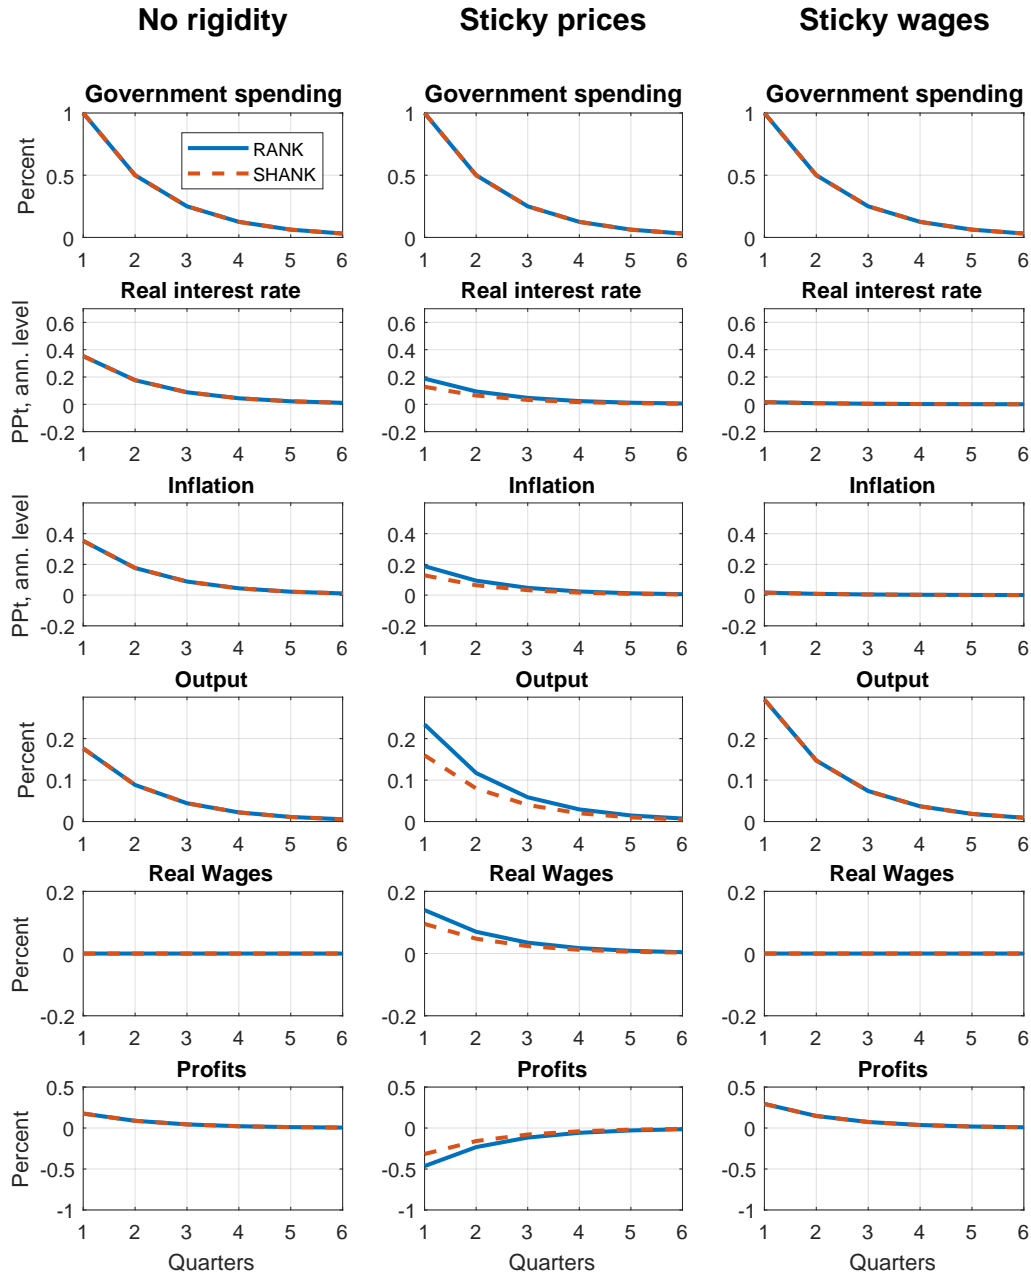 No rigidity Sticky prices Sticky wages
Government spending Government spending Government spending
Percent
1
0.5
0
RANK
SHANK
1 2 3 4 5 6
1
0.5
0
1 2 3 4 5 6
1
0.5
0
1 2 3 4 5 6
Real interest rate Real interest rate Real interest rate
PPt, ann. level
0.6
0.4
0.2
0
-0.2
1 2 3 4 5 6
0.6
0.4
0.2
0
-0.2
1 2 3 4 5 6
0.6
0.4
0.2
0
-0.2
1 2 3 4 5 6
Inflation Inflation Inflation
PPt, ann. level
0.4
0.2
0
-0.2
1 2 3 4 5 6
0.4
0.2
0
-0.2
1 2 3 4 5 6
0.4
0.2
0
-0.2
1 2 3 4 5 6
Output Output Output
Percent
0.2
0.1
0
1 2 3 4 5 6
0.2
0.1
0
1 2 3 4 5 6
0.2
0.1
0
1 2 3 4 5 6
Real Wages Real Wages Real Wages
Percent
0.2
0
-0.2
1 2 3 4 5 6
0.2
0
-0.2
1 2 3 4 5 6
0.2
0
-0.2
1 2 3 4 5 6
Profits Profits Profits
Percent
0.5
0
-0.5
-1
1 2 3 4 5 6
0.5
0
-0.5
-1
1 2 3 4 5 6
0.5
0
-0.5
-1
1 2 3 4 5 6
Quarters Quarters Quarters